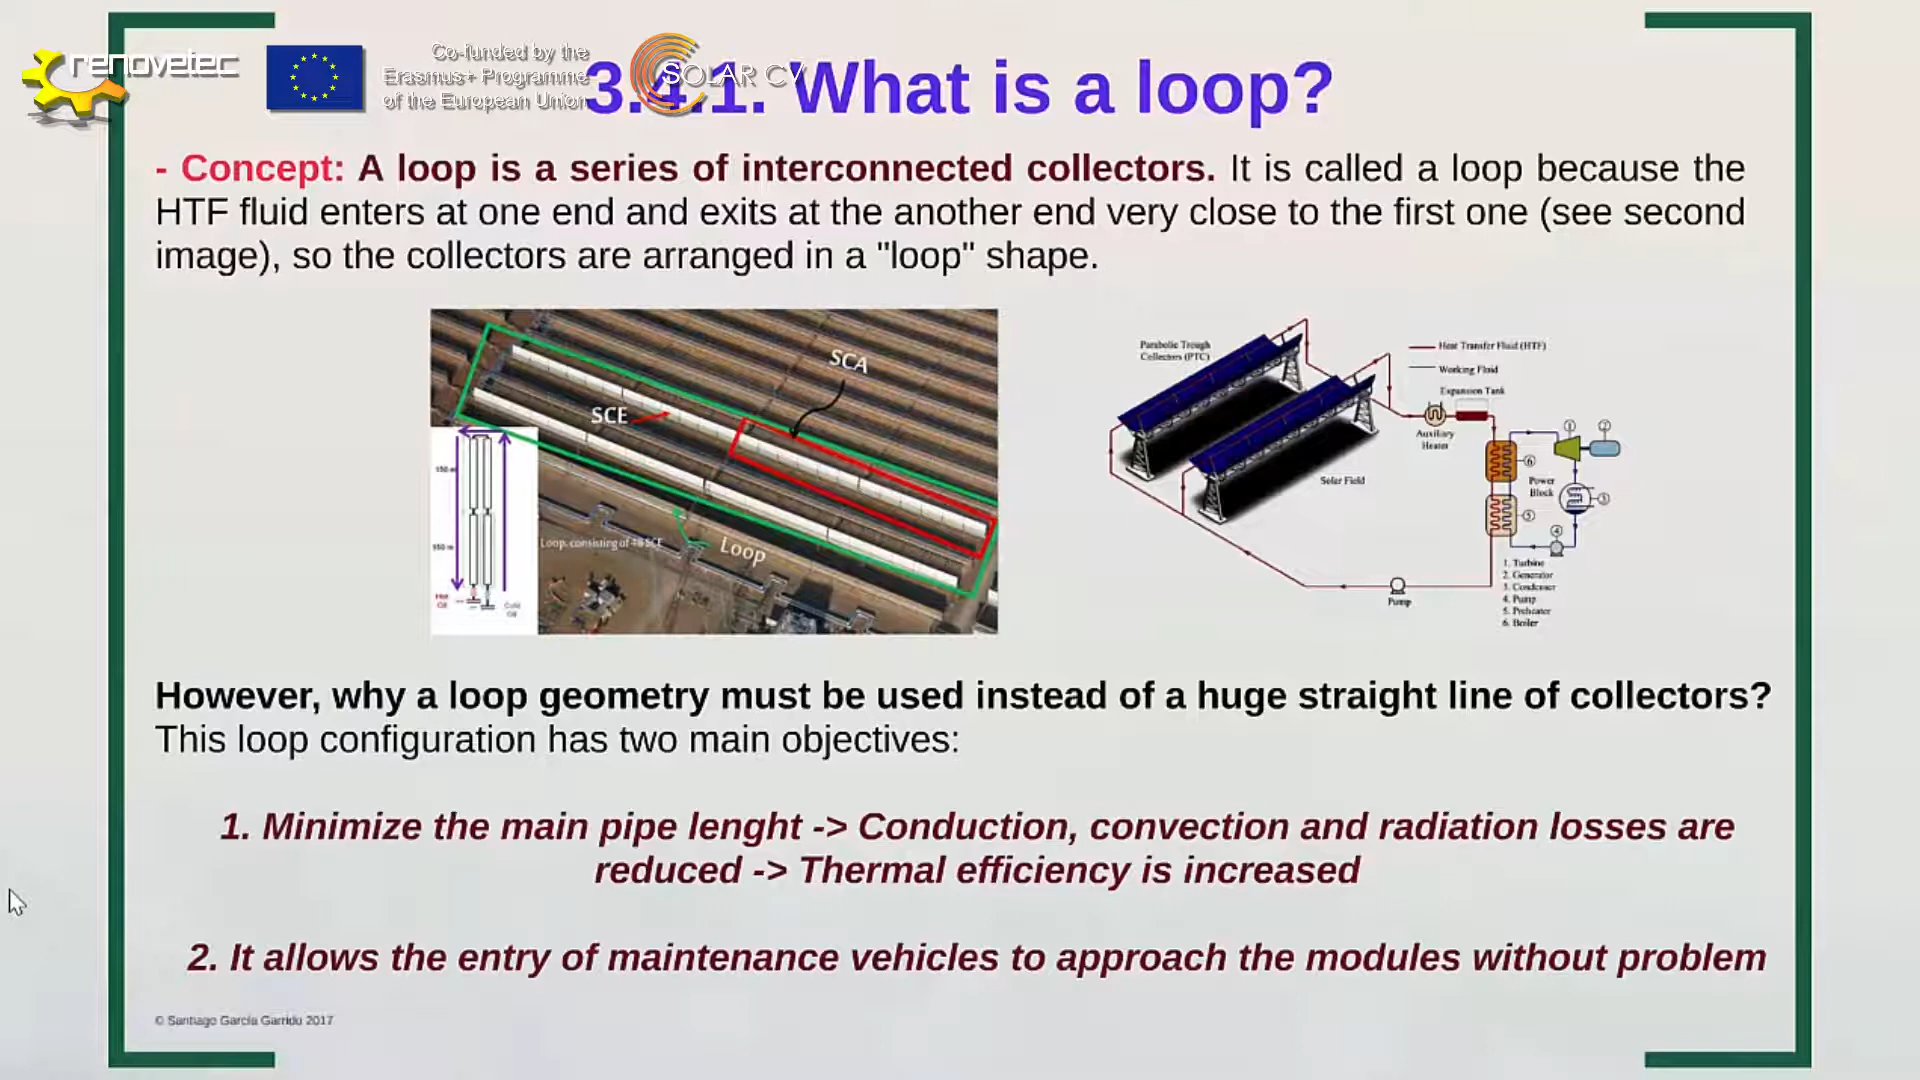 renovetec
Co-funded by the
Erasmus+ Programme
of the European Union
SOLAR CV
3.4.1. What is a loop?
- Concept: A loop is a series of interconnected collectors. It is called a loop because the
HTF fluid enters at one end and exits at the another end very close to the first one (see second
image), so the collectors are arranged in a "loop" shape.
SCA
SCE
Loop
Loop, consisting of 48 SCE
150 m
150 m
Hot
Oil
Cold
Oil
Parabolic Trough
Collectors (PTC)
Heat Transfer Fluid (HTF)
Working Fluid
Expansion Tank
Auxiliary
Heater
Solar Field
Power
Block
Pump
1
2
3
4
5
6
1. Turbine
2. Generator
3. Condenser
4. Pump
5. Preheater
6. Boiler
However, why a loop geometry must be used instead of a huge straight line of collectors?
This loop configuration has two main objectives:
1. Minimize the main pipe lenght -> Conduction, convection and radiation losses are
reduced -> Thermal efficiency is increased
2. It allows the entry of maintenance vehicles to approach the modules without problem
© Santiago García Garrido 2017